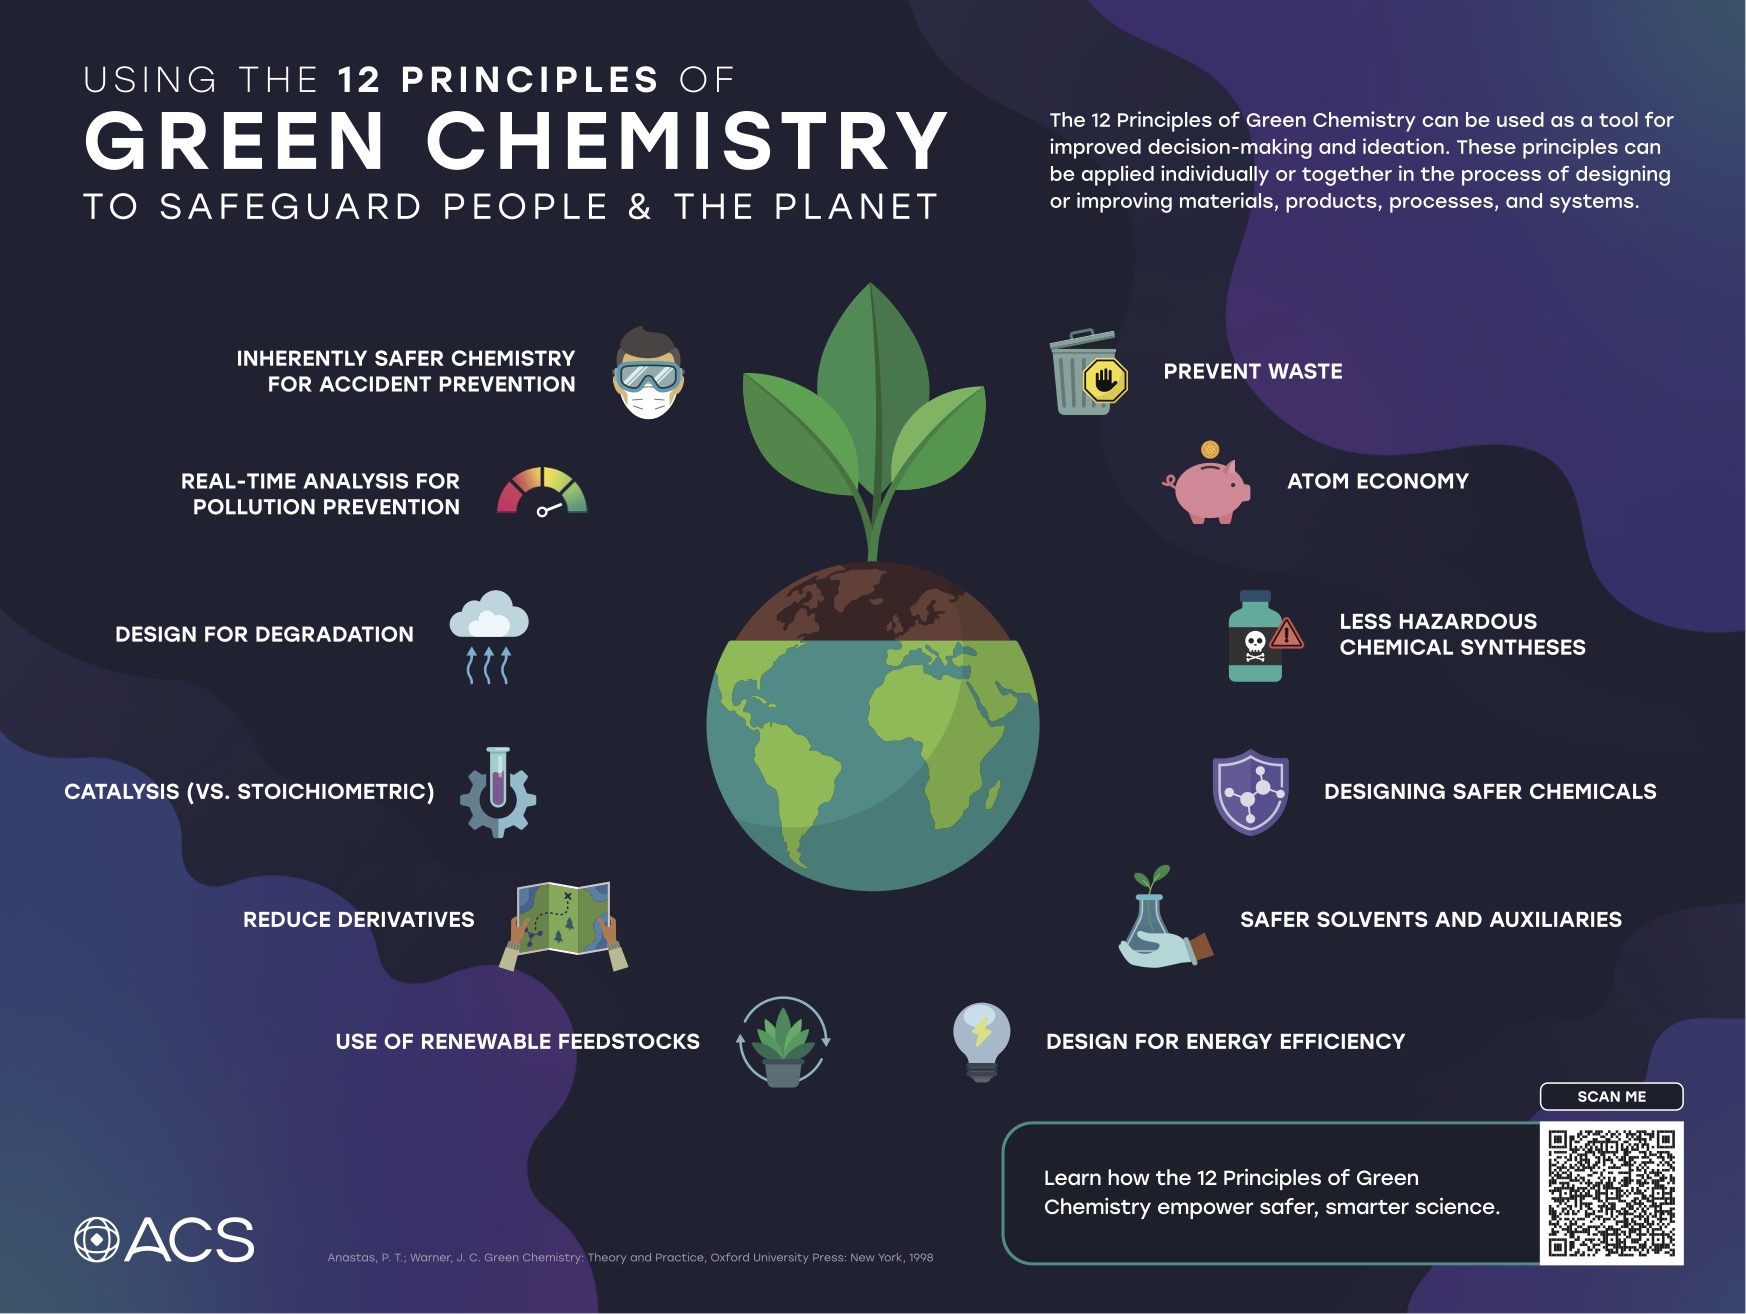 USING THE 12 PRINCIPLES OF
GREEN CHEMISTRY
TO SAFEGUARD PEOPLE & THE PLANET
The 12 Principles of Green Chemistry can be used as a tool for
improved decision-making and ideation. These principles can
be applied individually or together in the process of designing
or improving materials, products, processes, and systems.
INHERENTLY SAFER CHEMISTRY
FOR ACCIDENT PREVENTION
PREVENT WASTE
REAL-TIME ANALYSIS FOR
POLLUTION PREVENTION
ATOM ECONOMY
DESIGN FOR DEGRADATION
LESS HAZARDOUS
CHEMICAL SYNTHESES
CATALYSIS (VS. STOICHIOMETRIC)
DESIGNING SAFER CHEMICALS
REDUCE DERIVATIVES
SAFER SOLVENTS AND AUXILIARIES
USE OF RENEWABLE FEEDSTOCKS
DESIGN FOR ENERGY EFFICIENCY
SCAN ME
Learn how the 12 Principles of Green
Chemistry empower safer, smarter science.
ACS
Anastas, P. T.; Warner, J. C. Green Chemistry: Theory and Practice, Oxford University Press: New York, 1998